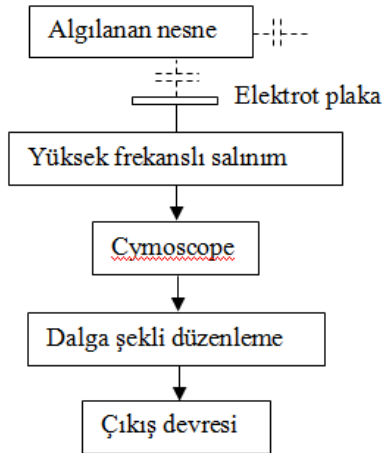 Algılanan nesne
Elektrot plaka
Yüksek frekanslı salınım
Cymoscope
Dalga şekli düzenleme
Çıkış devresi